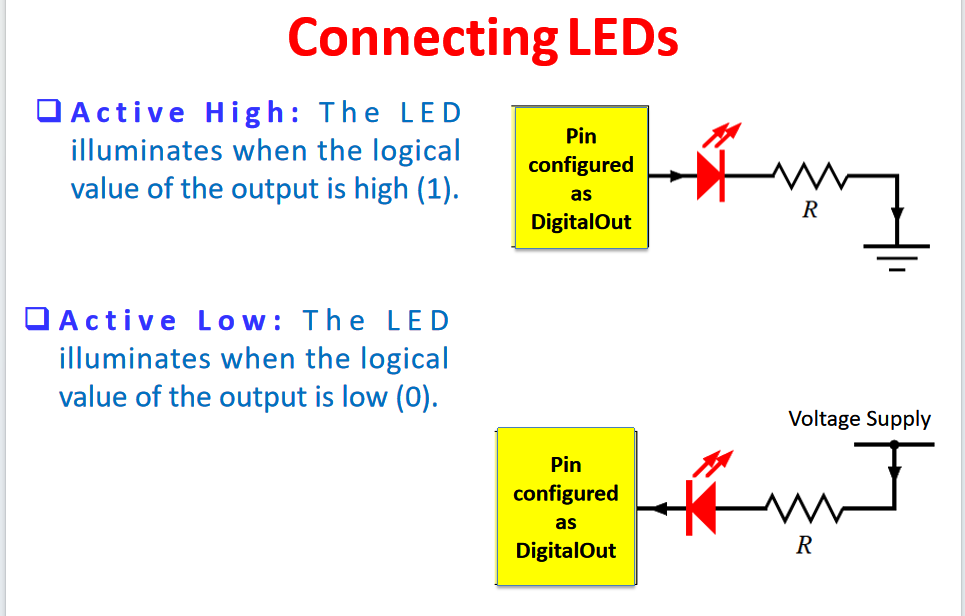 Connecting LEDs
❑ Active High: The LED
illuminates when the logical
value of the output is high (1).
Pin
configured
as
DigitalOut
R
❑ Active Low: The LED
illuminates when the logical
value of the output is low (0).
Voltage Supply
Pin
configured
as
DigitalOut
R